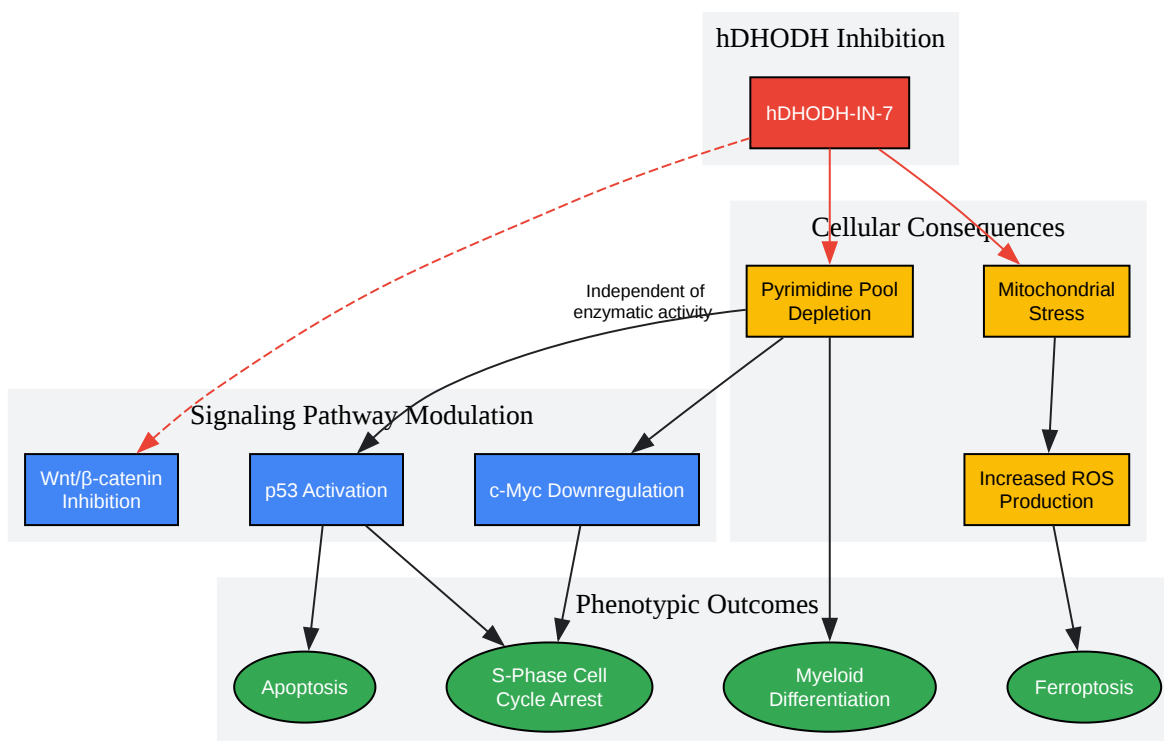 hDHODH Inhibition
hDHODH-IN-7
Cellular Consequences
Independent of
enzymatic activity
Pyrimidine Pool
Depletion
Mitochondrial
Stress
Signaling Pathway Modulation
Wnt/β-catenin
Inhibition
p53 Activation
c-Myc Downregulation
Increased ROS
Production
Phenotypic Outcomes
Apoptosis
S-Phase Cell
Cycle Arrest
Myeloid
Differentiation
Ferroptosis